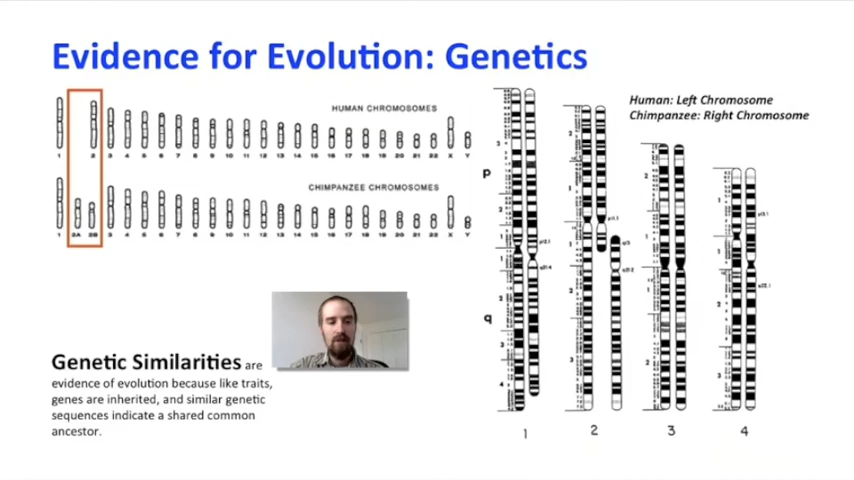 Evidence for Evolution: Genetics
HUMAN CHROMOSOMES
1 2 3 4 5 6 7 8 9 10 11 12 13 14 15 16 17 18 19 20 21 22 X Y
CHIMPANZEE CHROMOSOMES
1 2A 2B 3 4 5 6 7 8 9 10 11 12 13 14 15 16 17 18 19 20 21 22 X Y
Human: Left Chromosome
Chimpanzee: Right Chromosome
p
q
1 2 3 4
Genetic Similarities are
evidence of evolution because like traits,
genes are inherited, and similar genetic
sequences indicate a shared common
ancestor.